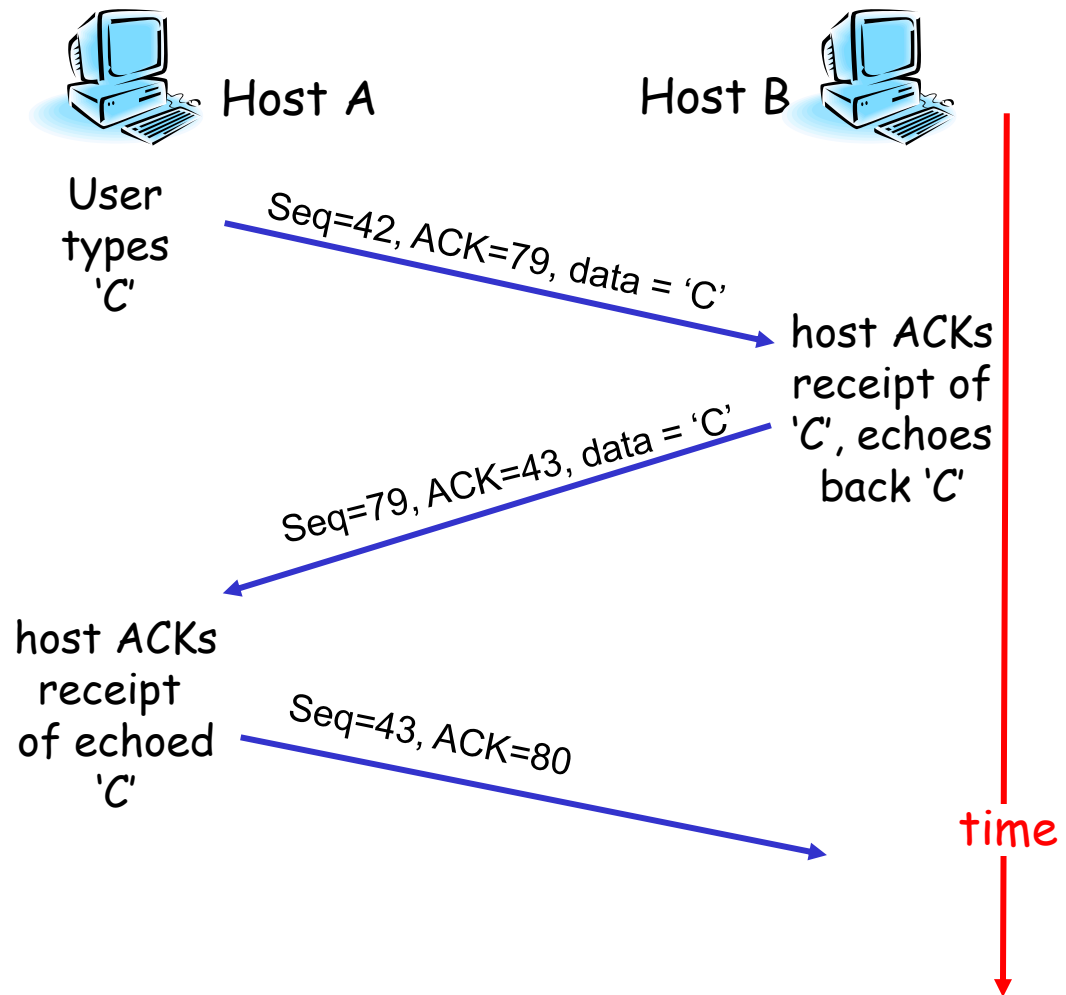 Host A
Host B
User
types
‘C’
Seq=42, ACK=79, data = ‘C’
host ACKs
receipt of
‘C’, echoes
back ‘C’
Seq=79, ACK=43, data = ‘C’
host ACKs
receipt
of echoed
‘C’
Seq=43, ACK=80
time